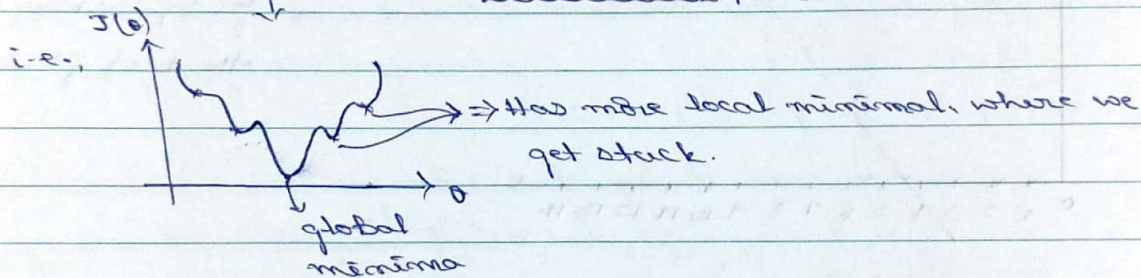 J(θ)
i.e.,
=> Has more local minimal, where we
get stuck.
θ
global
minima